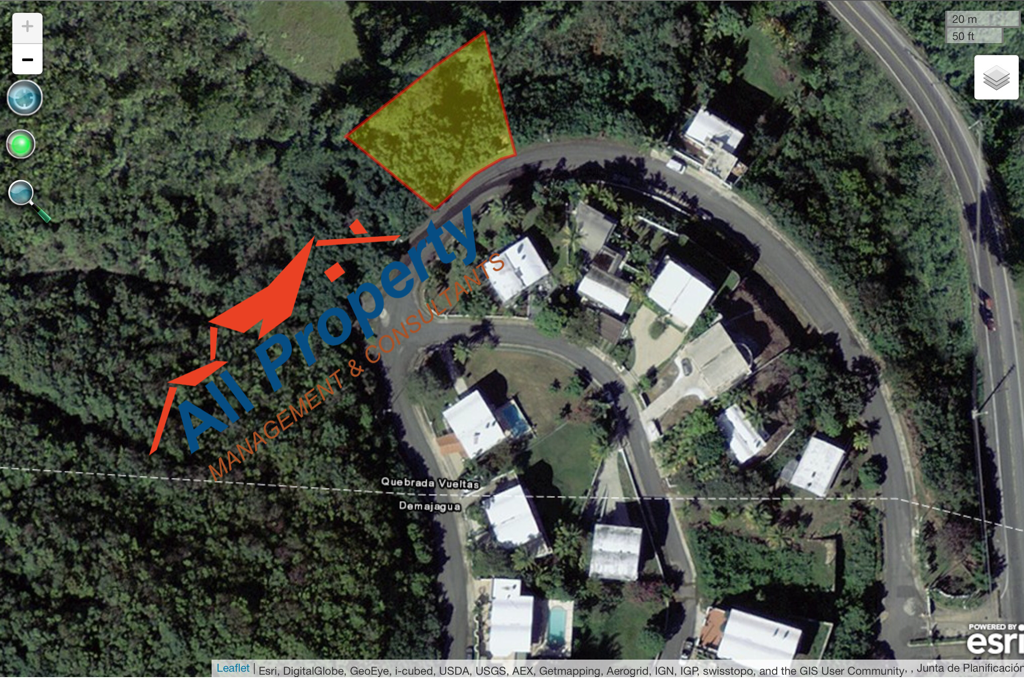 +
-
20 m
50 ft
All Property
MANAGEMENT & CONSULTANTS
Quebrada Vueltas
Demajagua
POWERED BY
esri
Leaflet | Esri, DigitalGlobe, GeoEye, i-cubed, USDA, USGS, AEX, Getmapping, Aerogrid, IGN, IGP, swisstopo, and the GIS User Community, , Junta de Planificación